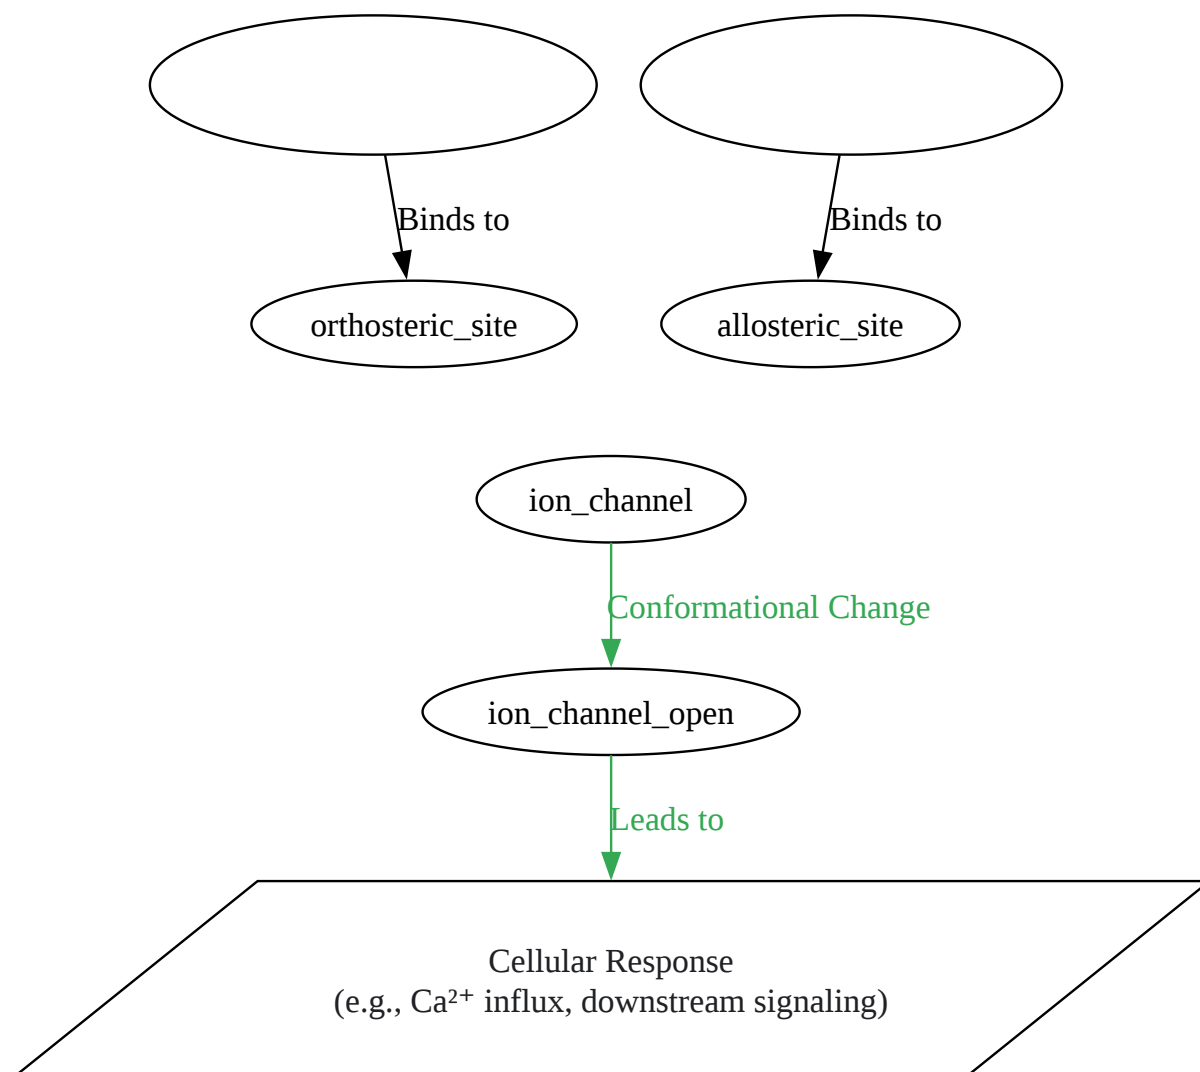 Binds to
Binds to
orthosteric_site
allosteric_site
ion_channel
Conformational Change
ion_channel_open
Leads to
Cellular Response
(e.g., Ca²⁺ influx, downstream signaling)